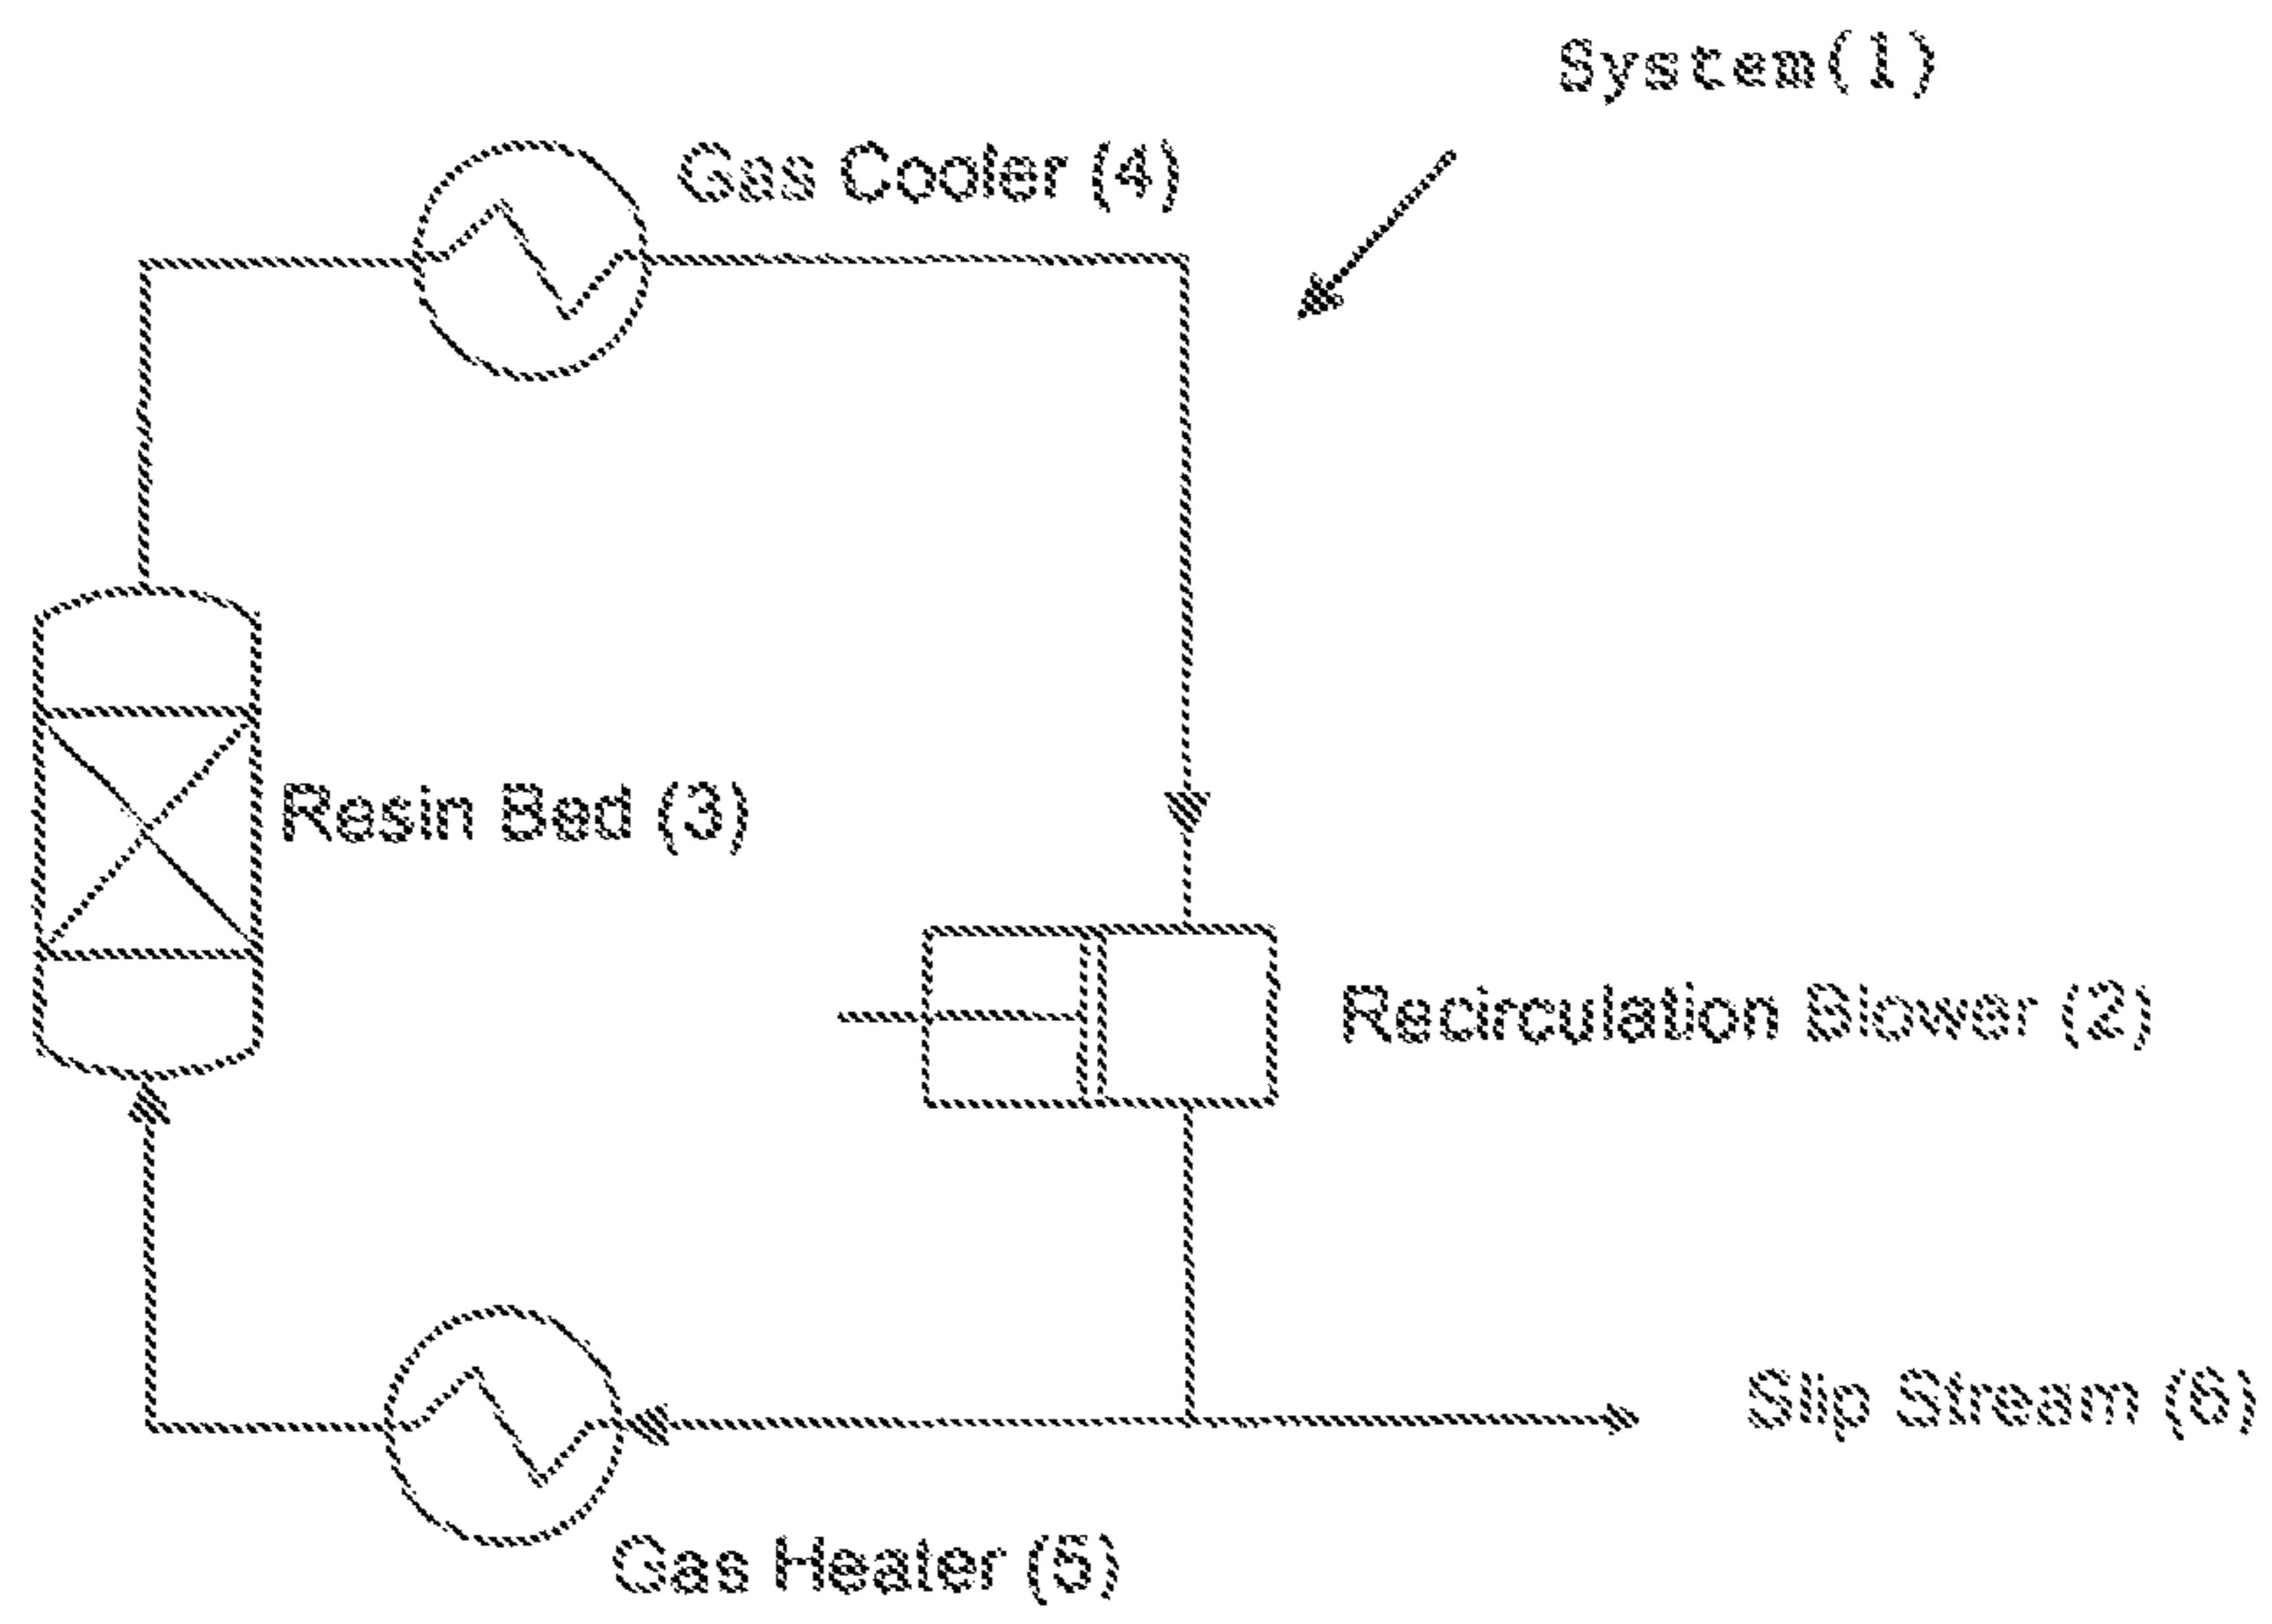 System(1)
Gas Cooler (4)
Resin Bed (3)
Recirculation Blower (2)
Slip Stream (6)
Gas Heater (5)